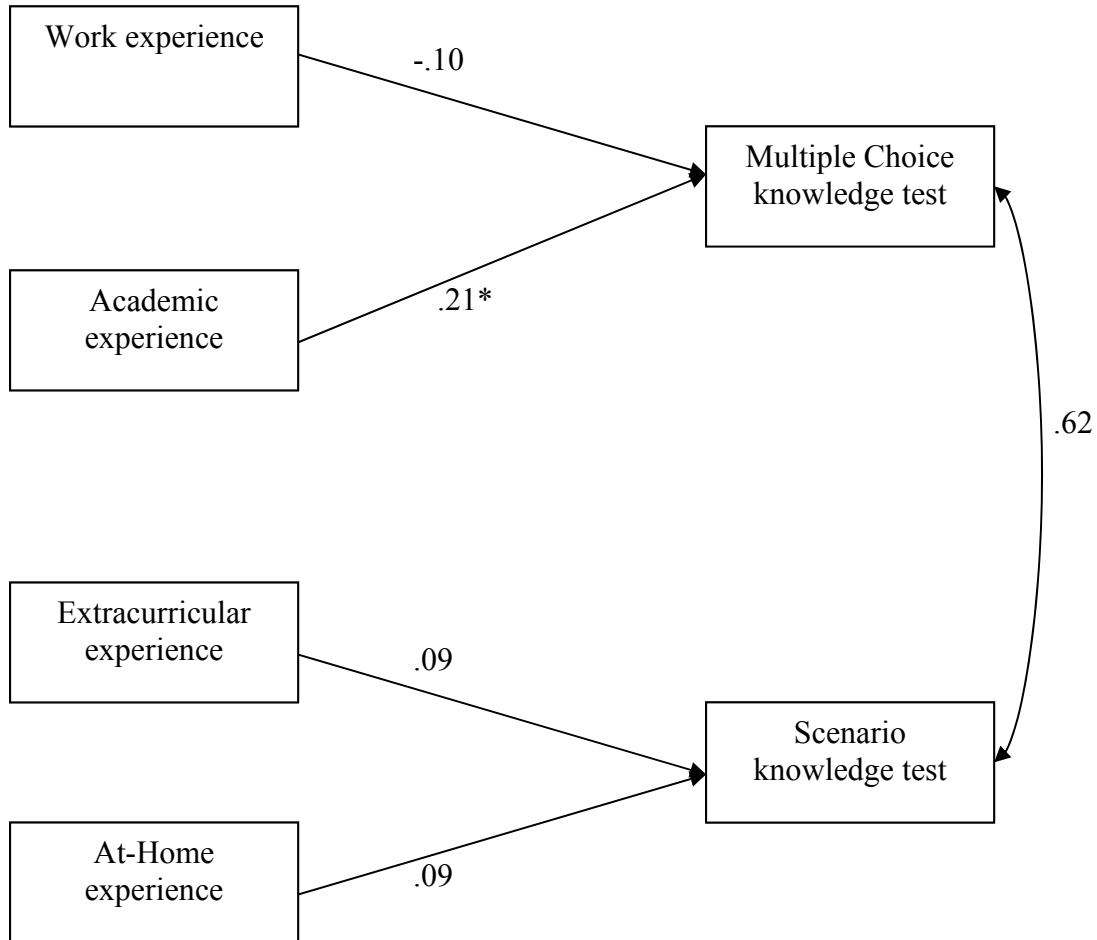 Work experience
-.10
Multiple Choice
knowledge test
Academic
experience
.21*
.62
Extracurricular
experience
.09
Scenario
knowledge test
At-Home
experience
.09